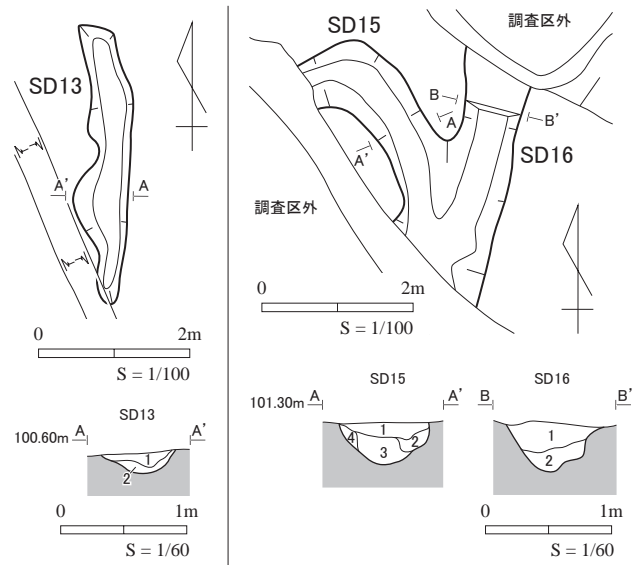 SD13
A' A
0 2m
S = 1/100
SD13
100.60m A A'
1
2
0 1m
S = 1/60
SD15
調査区外
B
A B'
A' SD16
調査区外
0 2m
S = 1/100
SD15 SD16
101.30m A A' B B'
1 1
4 2
3 2
0 1m
S = 1/60